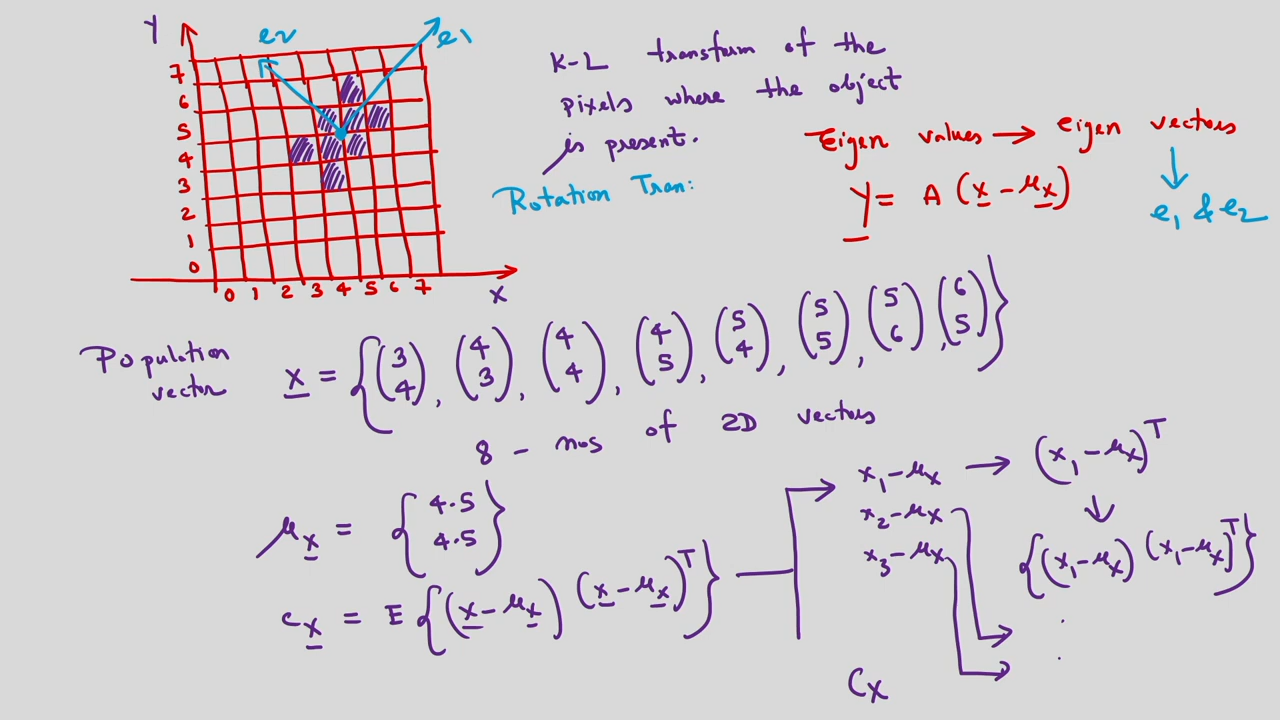 Y
e2
e1
7
6
5
4
3
2
1
0
0 1 2 3 4 5 6 7
X
K-L transform of the
pixels where the object
is present.
Rotation Tran:
Eigen values → eigen vectors
Y = A (x - μx)
e1 & e2
Population
vector
x = { (3 4), (4 3), (4 4), (4 5), (5 4), (5 5), (5 6), (6 5) }
8 - nos of 2D vectors
μx = { 4.5 4.5 }
cx = E { (x - μx) (x - μx)^T }
x1 - μx → (x1 - μx)^T
x2 - μx
x3 - μx
{ (x1 - μx) (x1 - μx)^T }
Cx